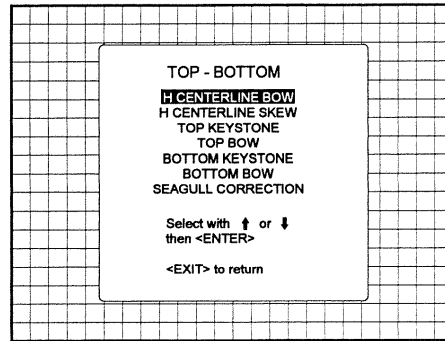 TOP - BOTTOM
H CENTERLINE BOW
H CENTERLINE SKEW
TOP KEYSTONE
TOP BOW
BOTTOM KEYSTONE
BOTTOM BOW
SEAGULL CORRECTION
Select with ↑ or ↓
then <ENTER>
<EXIT> to return